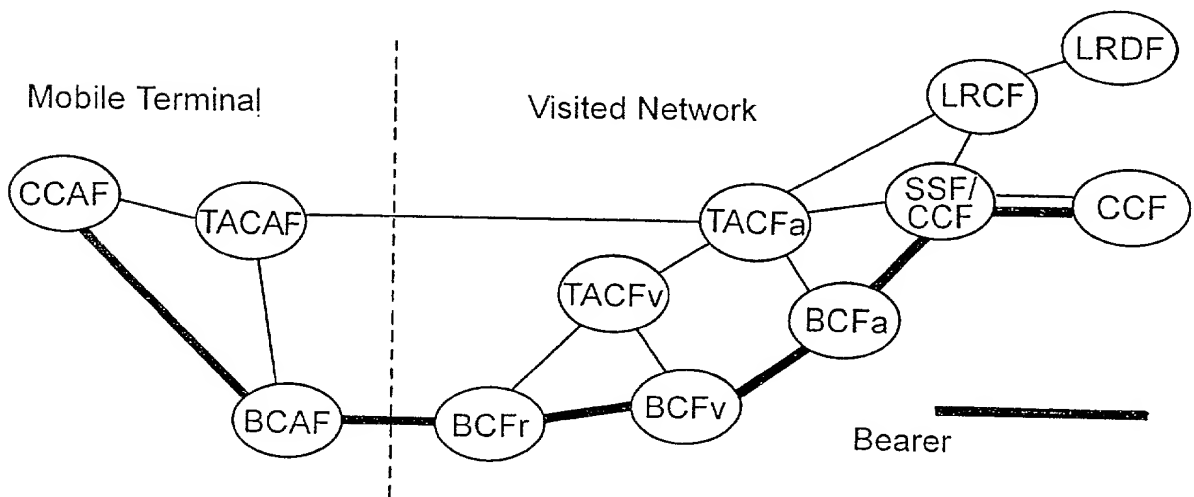 LRDF
Mobile Terminal
Visited Network
LRCF
CCAF
TACAF
TACFa
SSF/
CCF
CCF
TACFv
BCFa
BCAF
BCFr
BCFv
Bearer